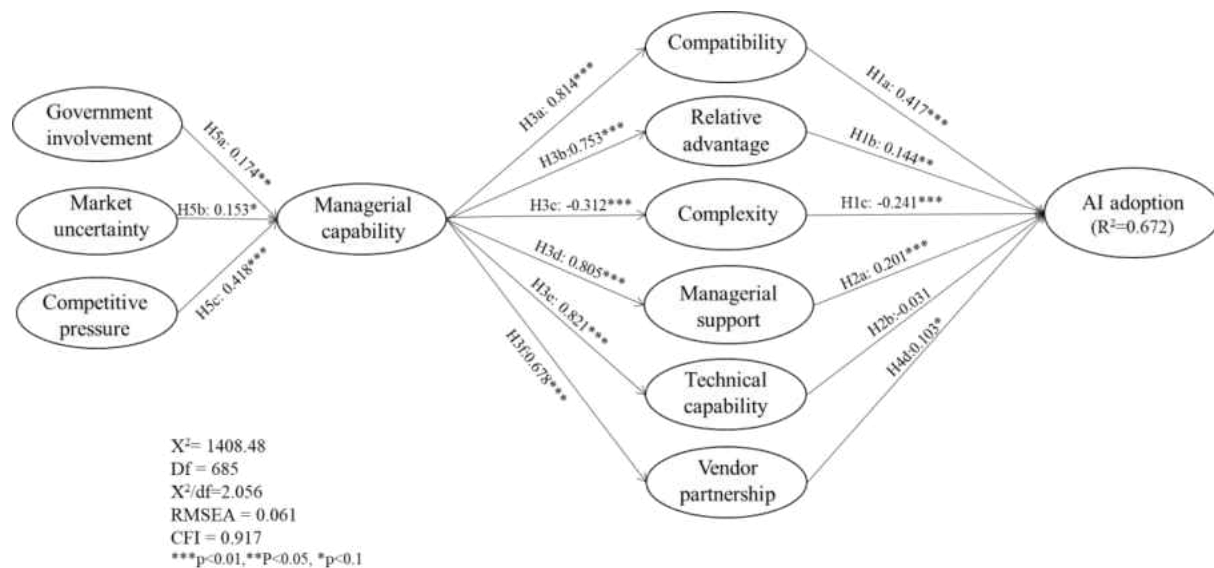 Government
involvement
Market
uncertainty
Competitive
pressure
H5a: 0.174**
H5b: 0.153*
H5c: 0.418***
Managerial
capability
H3a: 0.814***
H3b:0.753***
H3c: -0.312***
H3d: 0.805***
H3e: 0.821***
H3f:0.678***
Compatibility
Relative
advantage
Complexity
Managerial
support
Technical
capability
Vendor
partnership
H1a: 0.417***
H1b: 0.144**
H1c: -0.241***
H2a: 0.201***
H2b:-0.031
H4d:0.103*
AI adoption
(R²=0.672)
X²= 1408.48
Df = 685
X²/df=2.056
RMSEA = 0.061
CFI = 0.917
***p<0.01,**P<0.05, *p<0.1